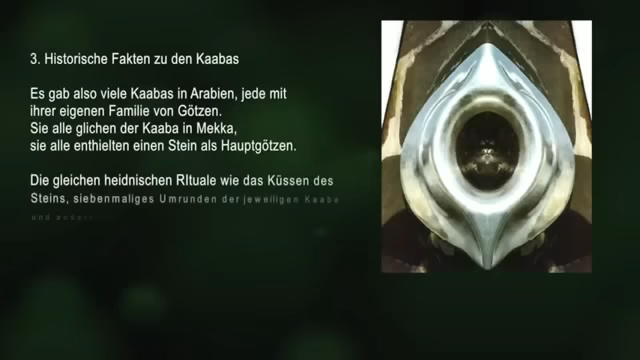 3. Historische Fakten zu den Kaabas
Es gab also viele Kaabas in Arabien, jede mit
ihrer eigenen Familie von Götzen.
Sie alle glichen der Kaaba in Mekka,
sie alle enthielten einen Stein als Hauptgötzen.
Die gleichen heidnischen RItuale wie das Küssen des
Steins, siebenmaliges Umrunden der jeweiligen Kaaba
und